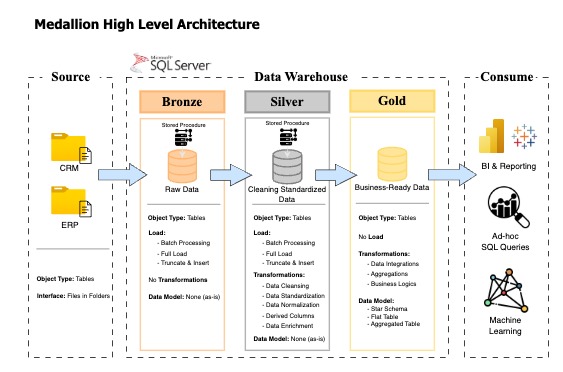 Medallion High Level Architecture
Microsoft
SQL Server
Source
Data Warehouse
Consume
CRM
ERP
Object Type: Tables
Interface: Files in Folders
Bronze
Stored Procedure
Raw Data
Object Type: Tables
Load:
- Batch Processing
- Full Load
- Truncate & Insert
No Transformations
Data Model: None (as-is)
Silver
Stored Procedure
Cleaning Standardized
Data
Object Type: Tables
Load:
- Batch Processing
- Full Load
- Truncate & Insert
Transformations:
- Data Cleansing
- Data Standardization
- Data Normalization
- Derived Columns
- Data Enrichment
Data Model: None (as-is)
Gold
Business-Ready Data
Object Type: Tables
No Load
Transformations:
- Data Integrations
- Aggregations
- Business Logics
Data Model:
- Star Schema
- Flat Table
- Aggregated Table
BI & Reporting
Ad-hoc
SQL Queries
Machine
Learning